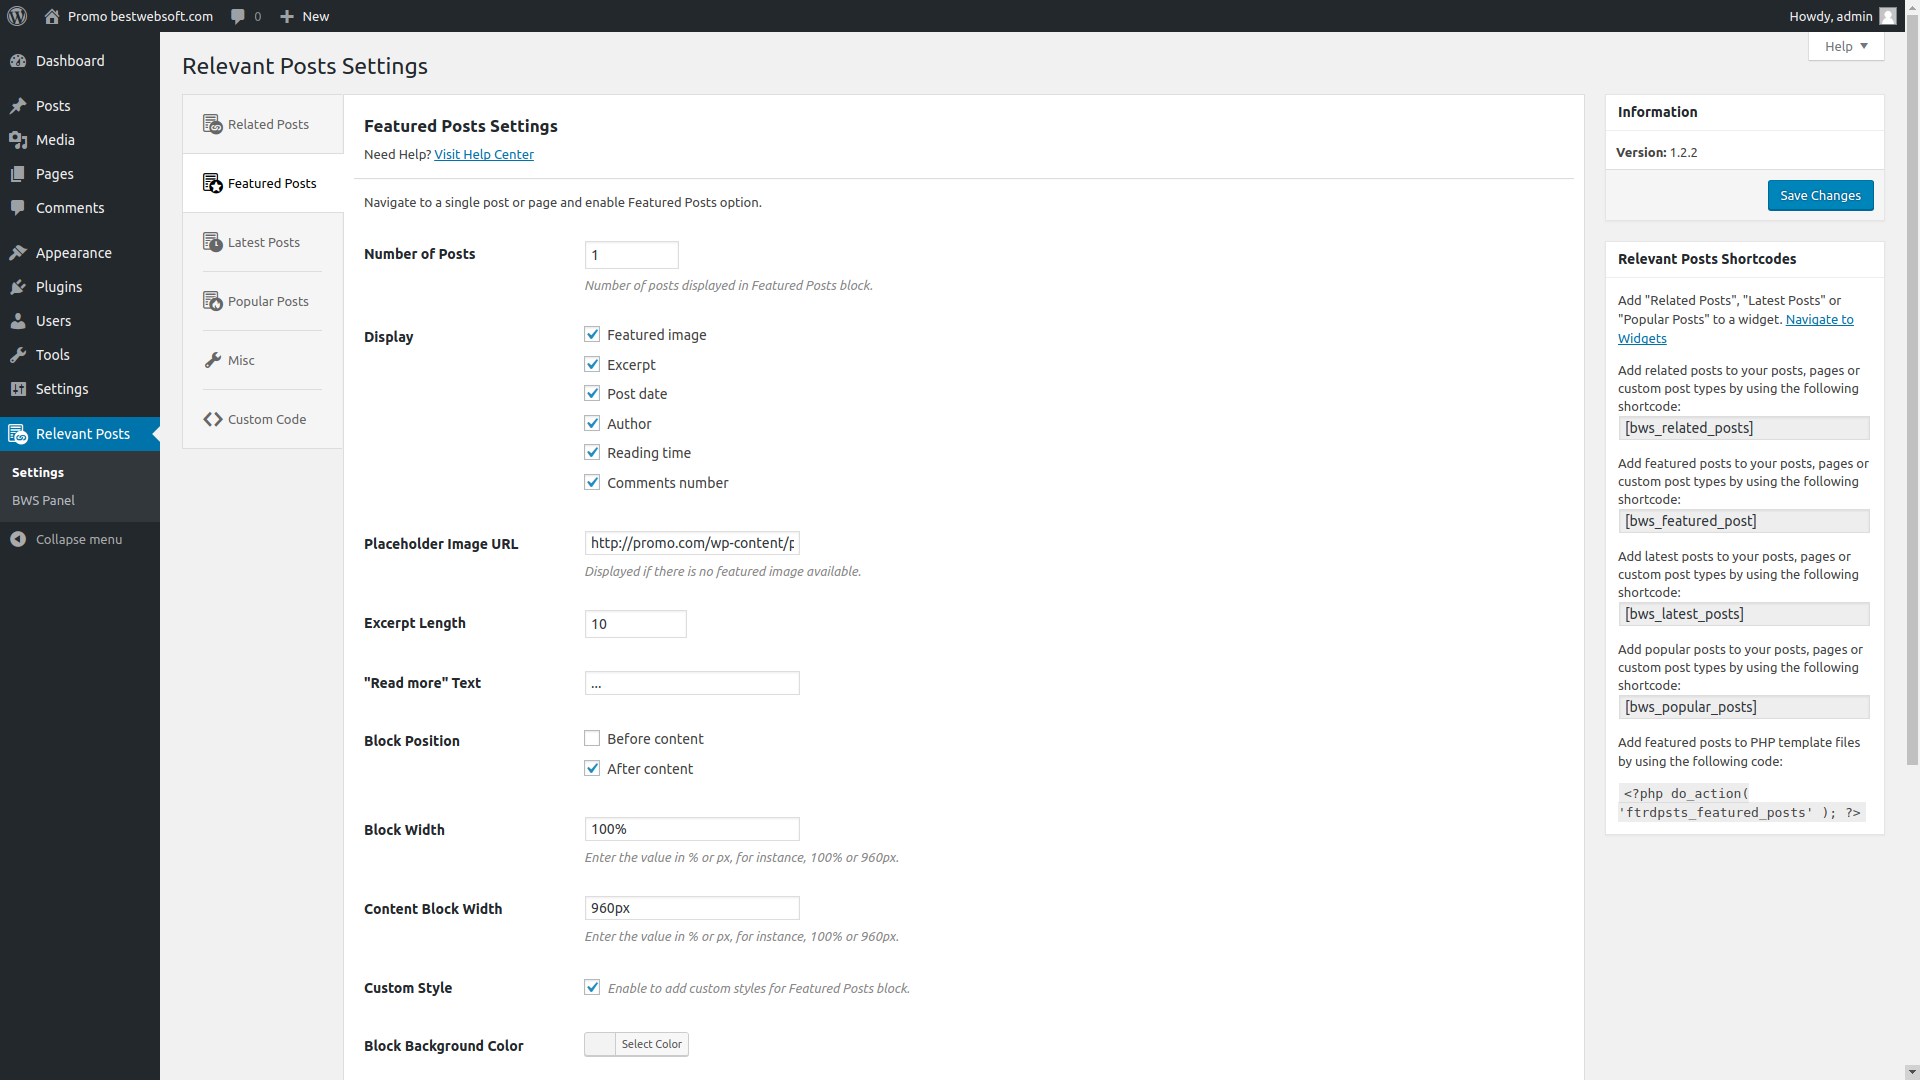 Promo bestwebsoft.com
0
New
Howdy, admin
Help
Dashboard
Posts
Media
Pages
Comments
Appearance
Plugins
Users
Tools
Settings
Relevant Posts
Settings
BWS Panel
Collapse menu
Relevant Posts Settings
Related Posts
Featured Posts
Latest Posts
Popular Posts
Misc
Custom Code
Featured Posts Settings
Need Help? Visit Help Center
Navigate to a single post or page and enable Featured Posts option.
Number of Posts
1
Number of posts displayed in Featured Posts block.
Display
Featured image
Excerpt
Post date
Author
Reading time
Comments number
Placeholder Image URL
http://promo.com/wp-content/p
Displayed if there is no featured image available.
Excerpt Length
10
"Read more" Text
...
Block Position
Before content
After content
Block Width
100%
Enter the value in % or px, for instance, 100% or 960px.
Content Block Width
960px
Enter the value in % or px, for instance, 100% or 960px.
Custom Style
Enable to add custom styles for Featured Posts block.
Block Background Color
Select Color
Information
Version: 1.2.2
Save Changes
Relevant Posts Shortcodes
Add "Related Posts", "Latest Posts" or
"Popular Posts" to a widget. Navigate to
Widgets
Add related posts to your posts, pages or
custom post types by using the following
shortcode:
[bws_related_posts]
Add featured posts to your posts, pages or
custom post types by using the following
shortcode:
[bws_featured_post]
Add latest posts to your posts, pages or
custom post types by using the following
shortcode:
[bws_latest_posts]
Add popular posts to your posts, pages or
custom post types by using the following
shortcode:
[bws_popular_posts]
Add featured posts to PHP template files
by using the following code:
<?php do_action(
'ftrdpsts_featured_posts' ); ?>